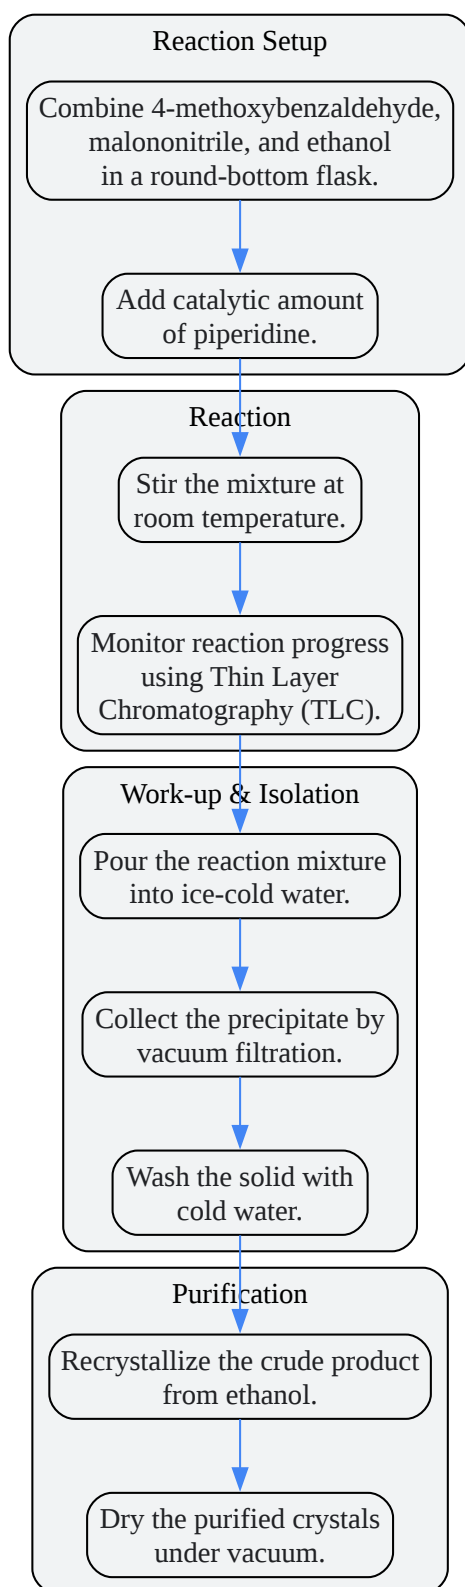 Reaction Setup
Combine 4-methoxybenzaldehyde,
malononitrile, and ethanol
in a round-bottom flask.
Add catalytic amount
of piperidine.
Reaction
Stir the mixture at
room temperature.
Monitor reaction progress
using Thin Layer
Chromatography (TLC).
Work-up & Isolation
Pour the reaction mixture
into ice-cold water.
Collect the precipitate by
vacuum filtration.
Wash the solid with
cold water.
Purification
Recrystallize the crude product
from ethanol.
Dry the purified crystals
under vacuum.